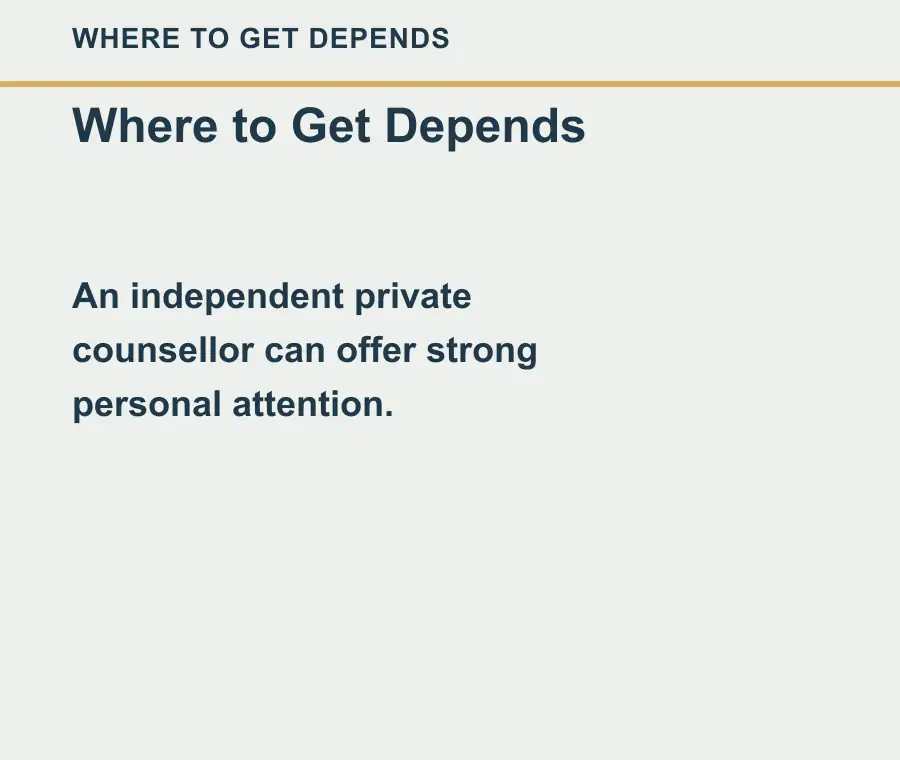 WHERE TO GET DEPENDS
Where to Get Depends
An independent private
counsellor can offer strong
personal attention.